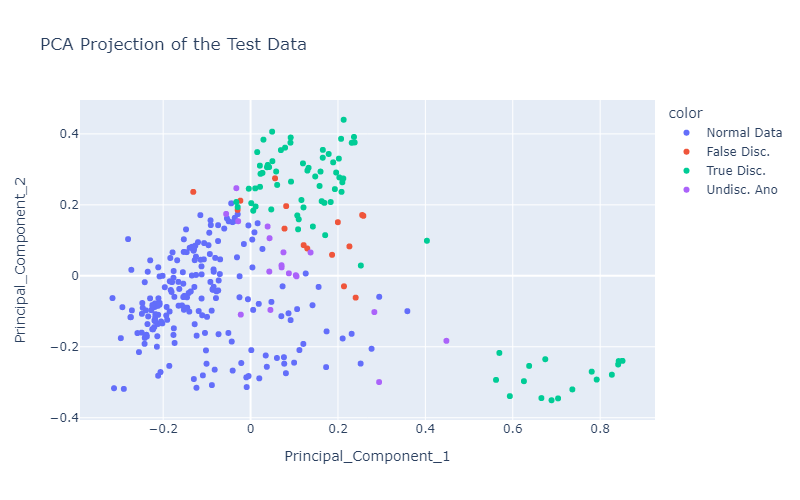 PCA Projection of the Test Data
color
Normal Data
False Disc.
True Disc.
Undisc. Ano
Principal_Component_2
0.4
0.2
0
−0.2
−0.4
−0.2
0
0.2
0.4
0.6
0.8
Principal_Component_1